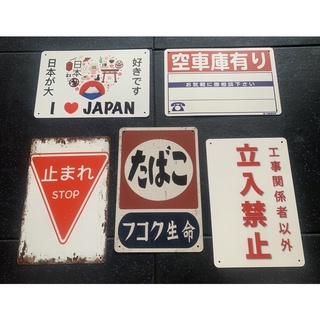 日本が大
好きです
日本
I ❤ JAPAN
空車庫有り
お気軽に御相談下さい
止まれ
STOP
たばこ
フコク生命
工事関係者以外
立入禁止